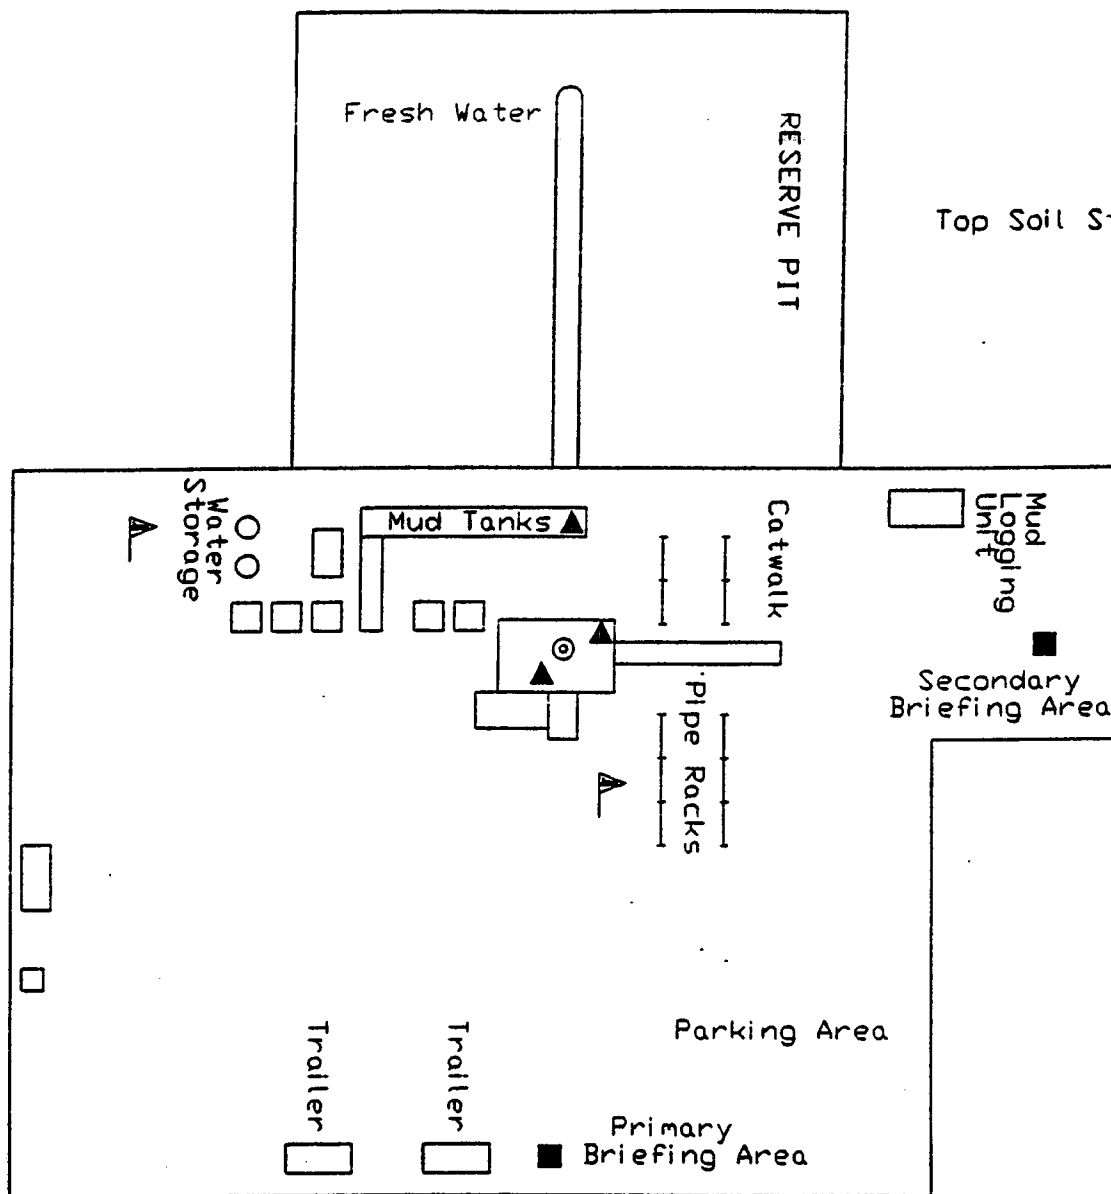 Fresh Water
RESERVE PIT
Top Soil
Water
Storage
Mud Tanks
Catwalk
Mud
Logging
Unit
Secondary
Briefing Area
Pipe Racks
Parking Area
Trailer
Trailer
Primary
Briefing Area